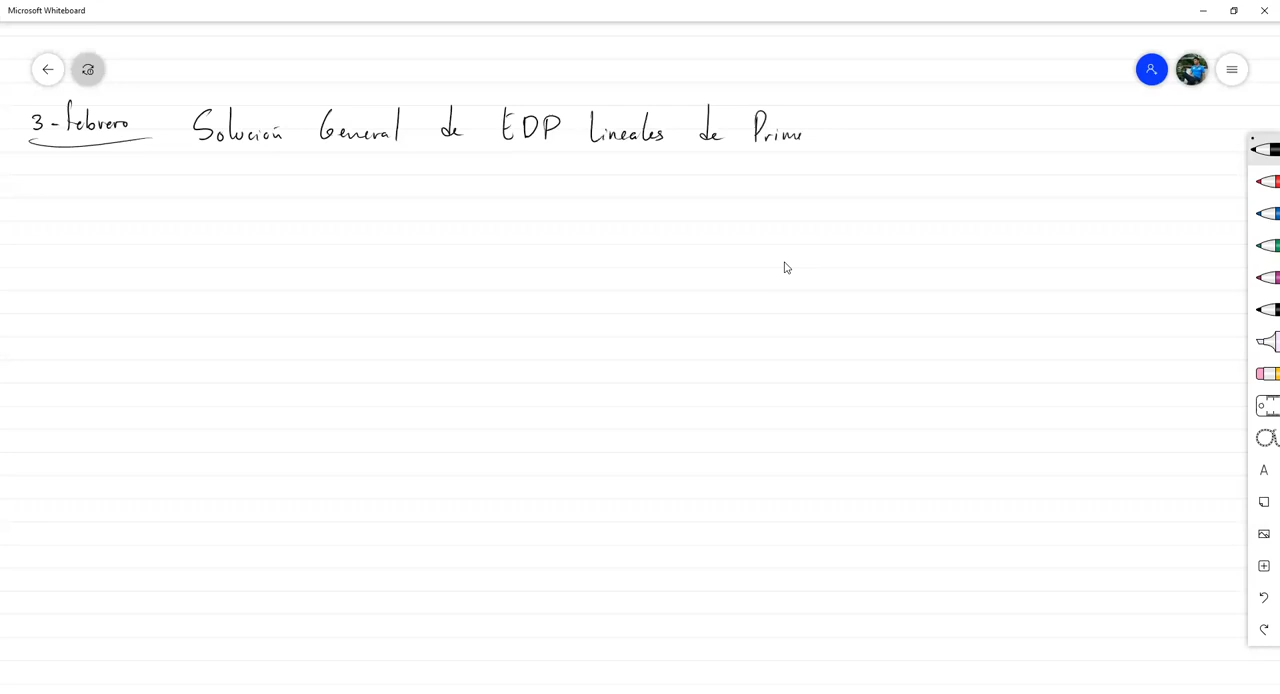 Microsoft Whiteboard
3-febrero Solución General de EDP Lineales de Prime
A